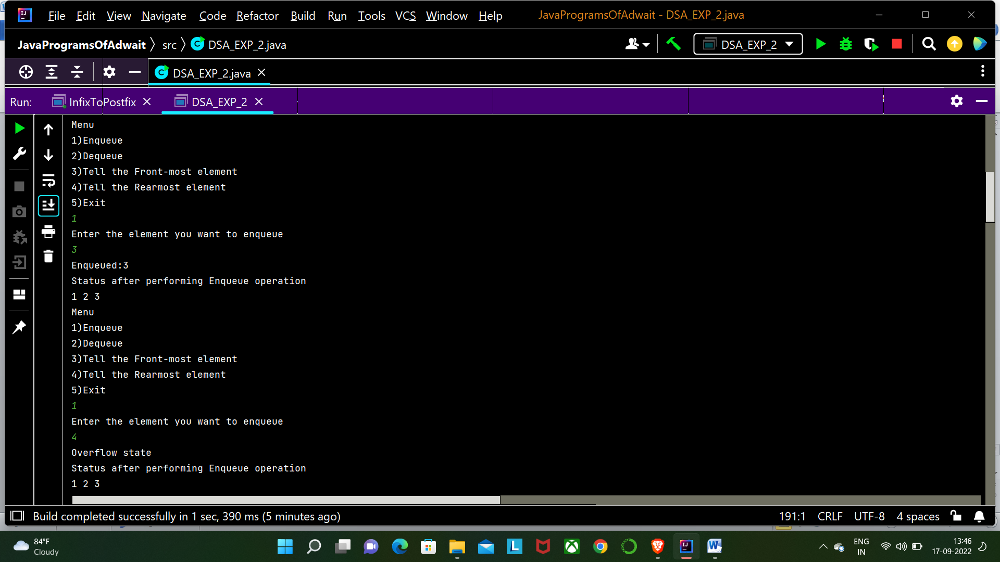 File Edit View Navigate Code Refactor Build Run Tools VCS Window Help JavaProgramsOfAdwait - DSA_EXP_2.java
JavaProgramsOfAdwait src DSA_EXP_2.java DSA_EXP_2
DSA_EXP_2.java
Run: InfixToPostfix DSA_EXP_2
Menu
1)Enqueue
2)Dequeue
3)Tell the Front-most element
4)Tell the Rearmost element
5)Exit
1
Enter the element you want to enqueue
3
Enqueued:3
Status after performing Enqueue operation
1 2 3
Menu
1)Enqueue
2)Dequeue
3)Tell the Front-most element
4)Tell the Rearmost element
5)Exit
1
Enter the element you want to enqueue
4
Overflow state
Status after performing Enqueue operation
1 2 3
Build completed successfully in 1 sec, 390 ms (5 minutes ago) 191:1 CRLF UTF-8 4 spaces
84°F
Cloudy
ENG
IN
13:46
17-09-2022